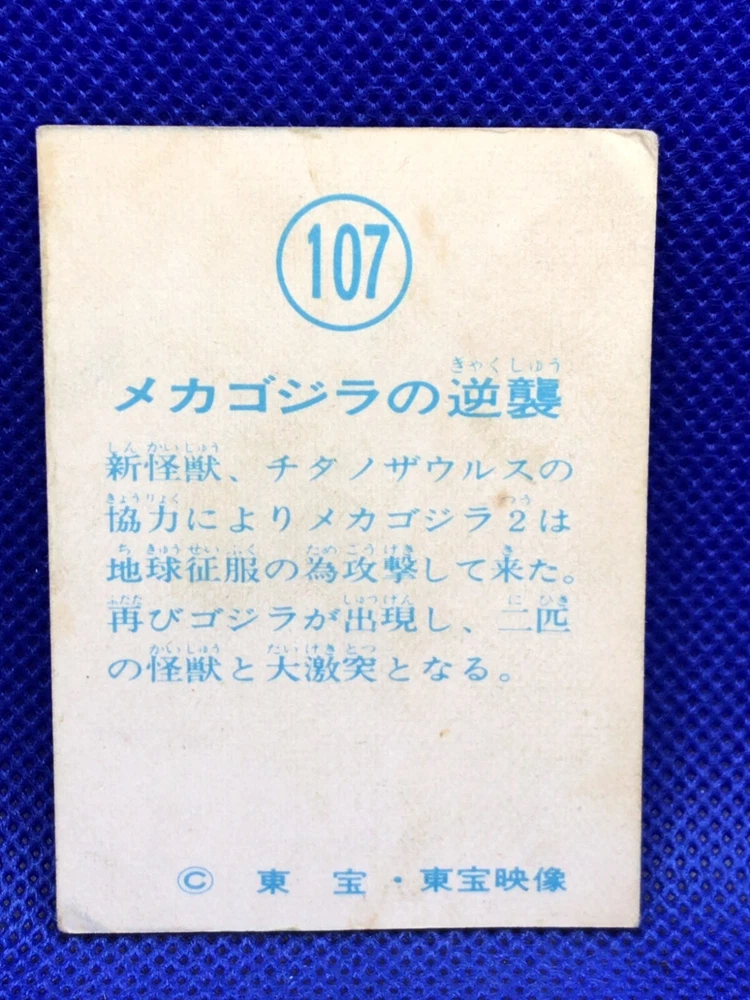 107
メカゴジラの逆襲
新怪獣、チタノザウルスの
協力によりメカゴジラ2は
地球征服の為攻撃して来た。
再びゴジラが出現し、二匹
の怪獣と大激突となる。
© 東宝・東宝映像